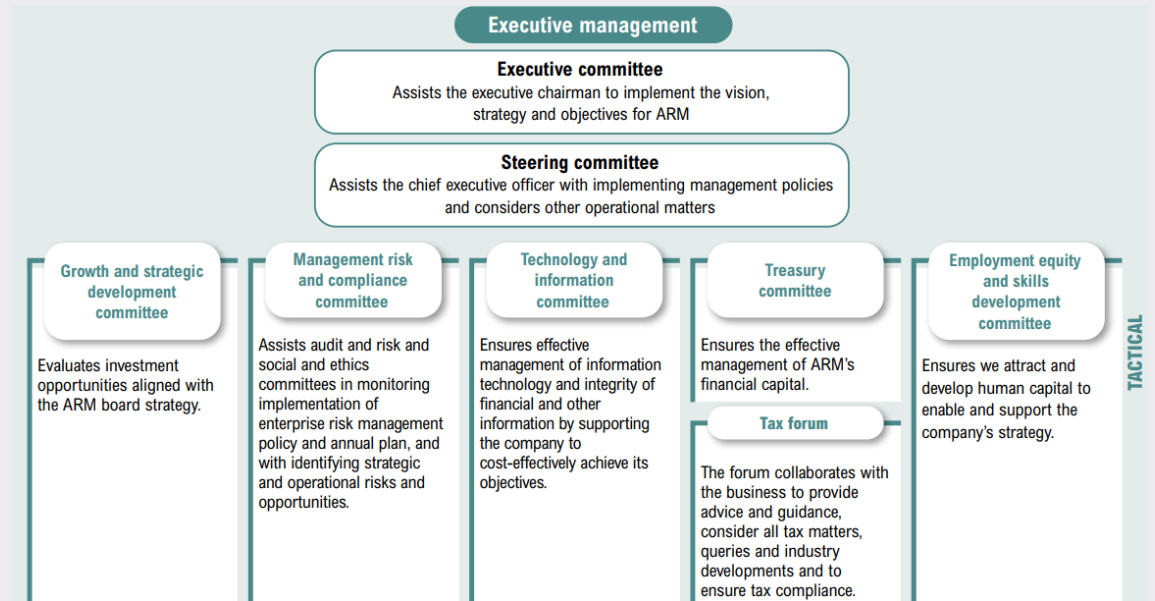 Executive management
Executive committee
Assists the executive chairman to implement the vision,
strategy and objectives for ARM
Steering committee
Assists the chief executive officer with implementing management policies
and considers other operational matters
Growth and strategic
development
committee
Evaluates investment
opportunities aligned with
the ARM board strategy.
Management risk
and compliance
committee
Assists audit and risk and
social and ethics
committees in monitoring
implementation of
enterprise risk management
policy and annual plan, and
with identifying strategic
and operational risks and
opportunities.
Technology and
information
committee
Ensures effective
management of information
technology and integrity of
financial and other
information by supporting
the company to
cost-effectively achieve its
objectives.
Treasury
committee
Ensures the effective
management of ARM's
financial capital.
Tax forum
The forum collaborates with
the business to provide
advice and guidance,
consider all tax matters,
queries and industry
developments and to
ensure tax compliance.
Employment equity
and skills
development
committee
Ensures we attract and
develop human capital to
enable and support the
company's strategy.
TACTICAL